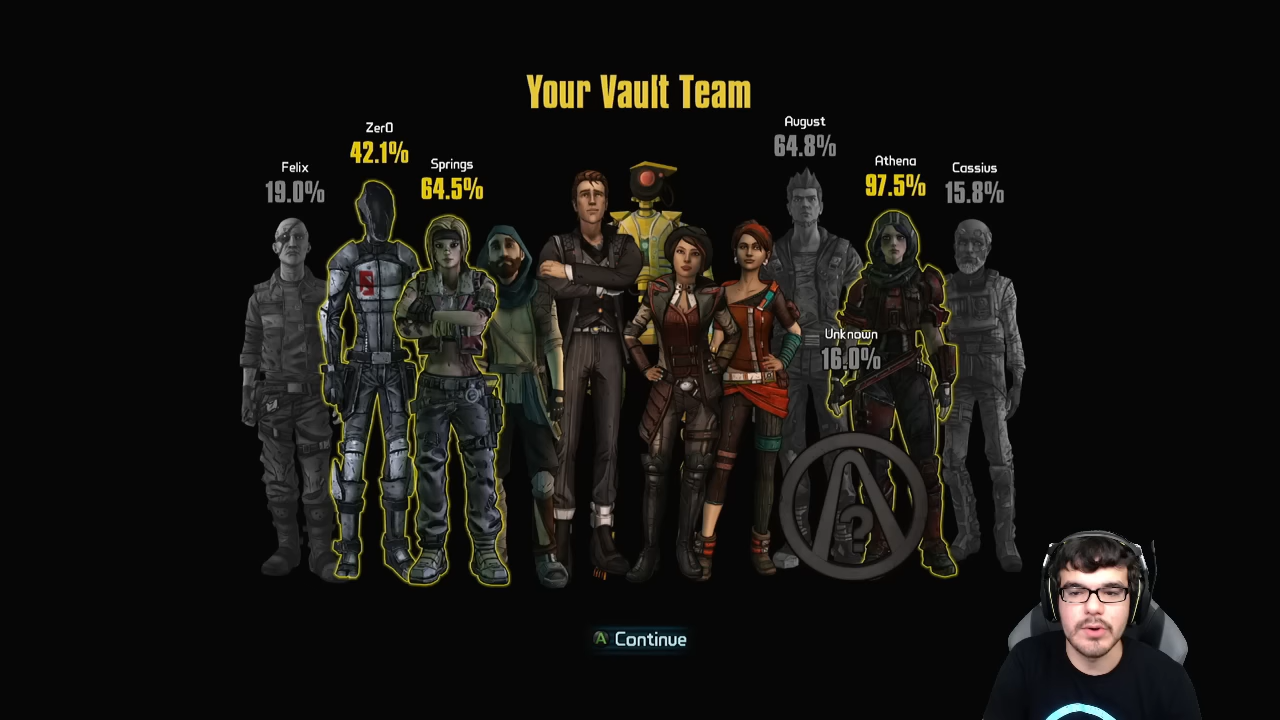 Your Vault Team
Felix
19.0%
Zer0
42.1%
Springs
64.5%
August
64.8%
Athena
97.5%
Cassius
15.8%
Unknown
16.0%
?
A Continue